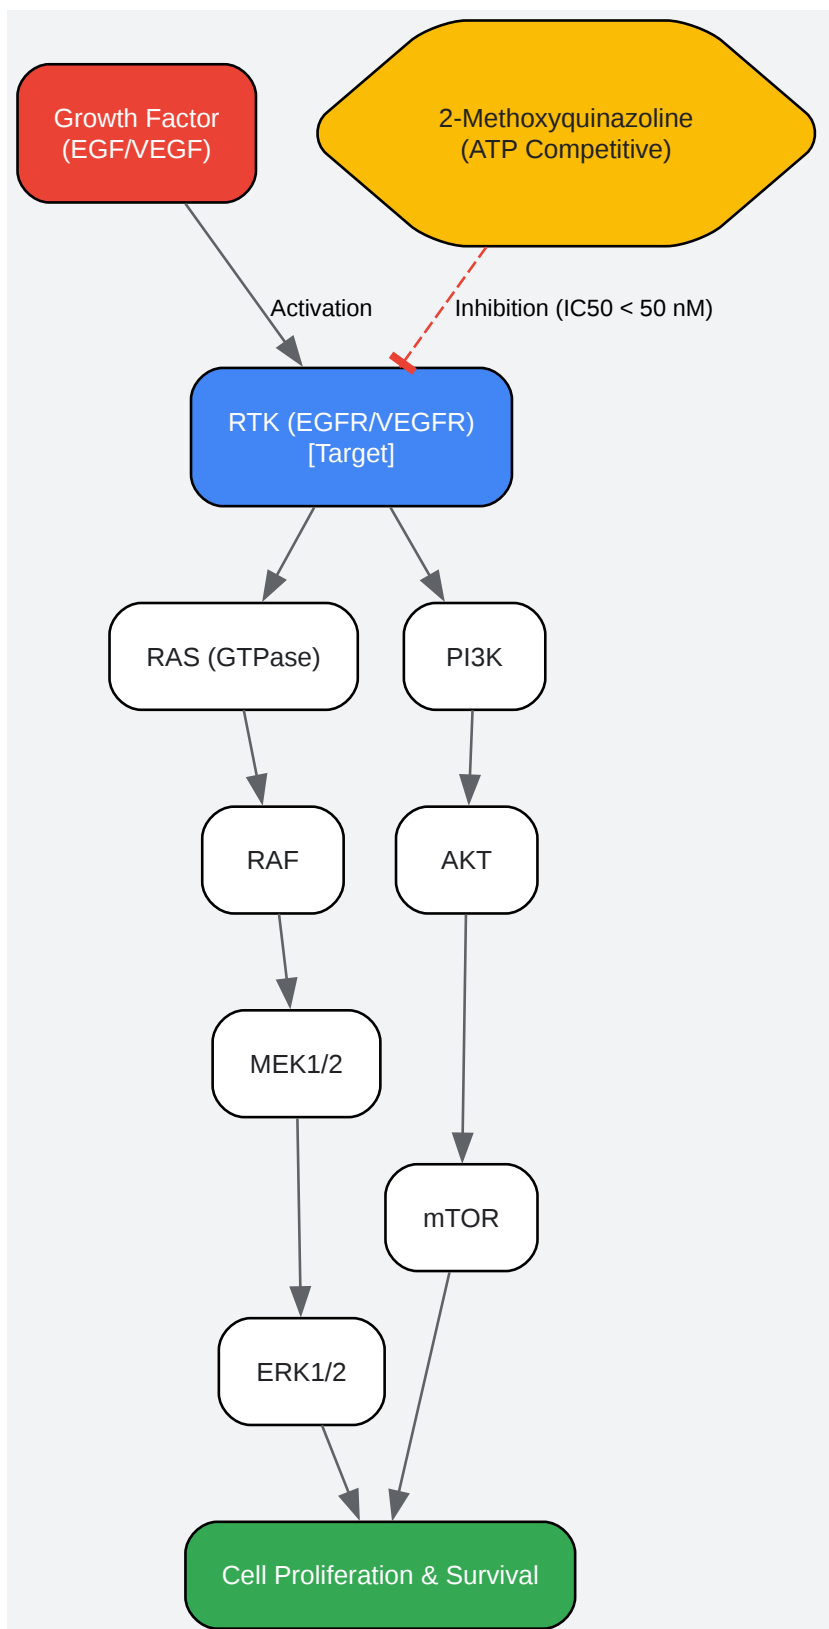 Growth Factor
(EGF/VEGF)
2-Methoxyquinazoline
(ATP Competitive)
Activation
Inhibition (IC50 < 50 nM)
RTK (EGFR/VEGFR)
[Target]
RAS (GTPase)
PI3K
RAF
AKT
MEK1/2
mTOR
ERK1/2
Cell Proliferation & Survival